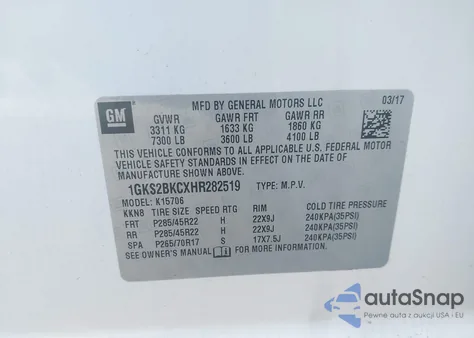 GM
MFD BY GENERAL MOTORS LLC 03/17
GVWR GAWR FRT GAWR RR
3311 KG 1633 KG 1860 KG
7300 LB 3600 LB 4100 LB
THIS VEHICLE CONFORMS TO ALL APPLICABLE U.S. FEDERAL MOTOR
VEHICLE SAFETY STANDARDS IN EFFECT ON THE DATE OF
MANUFACTURE SHOWN ABOVE.
1GKS2BKCXHR282519 TYPE: M.P.V.
MODEL: K15706
KKN8 TIRE SIZE SPEED RTG RIM COLD TIRE PRESSURE
FRT P285/45R22 H 22X9J 240KPA(35PSI)
RR P285/45R22 H 22X9J 240KPA(35PSI)
SPA P265/70R17 S 17X7.5J 240KPA(35PSI)
SEE OWNER'S MANUAL FOR ADDITIONAL INFORMATION.
autoSnap
Pewne auta z aukcji USA - EU